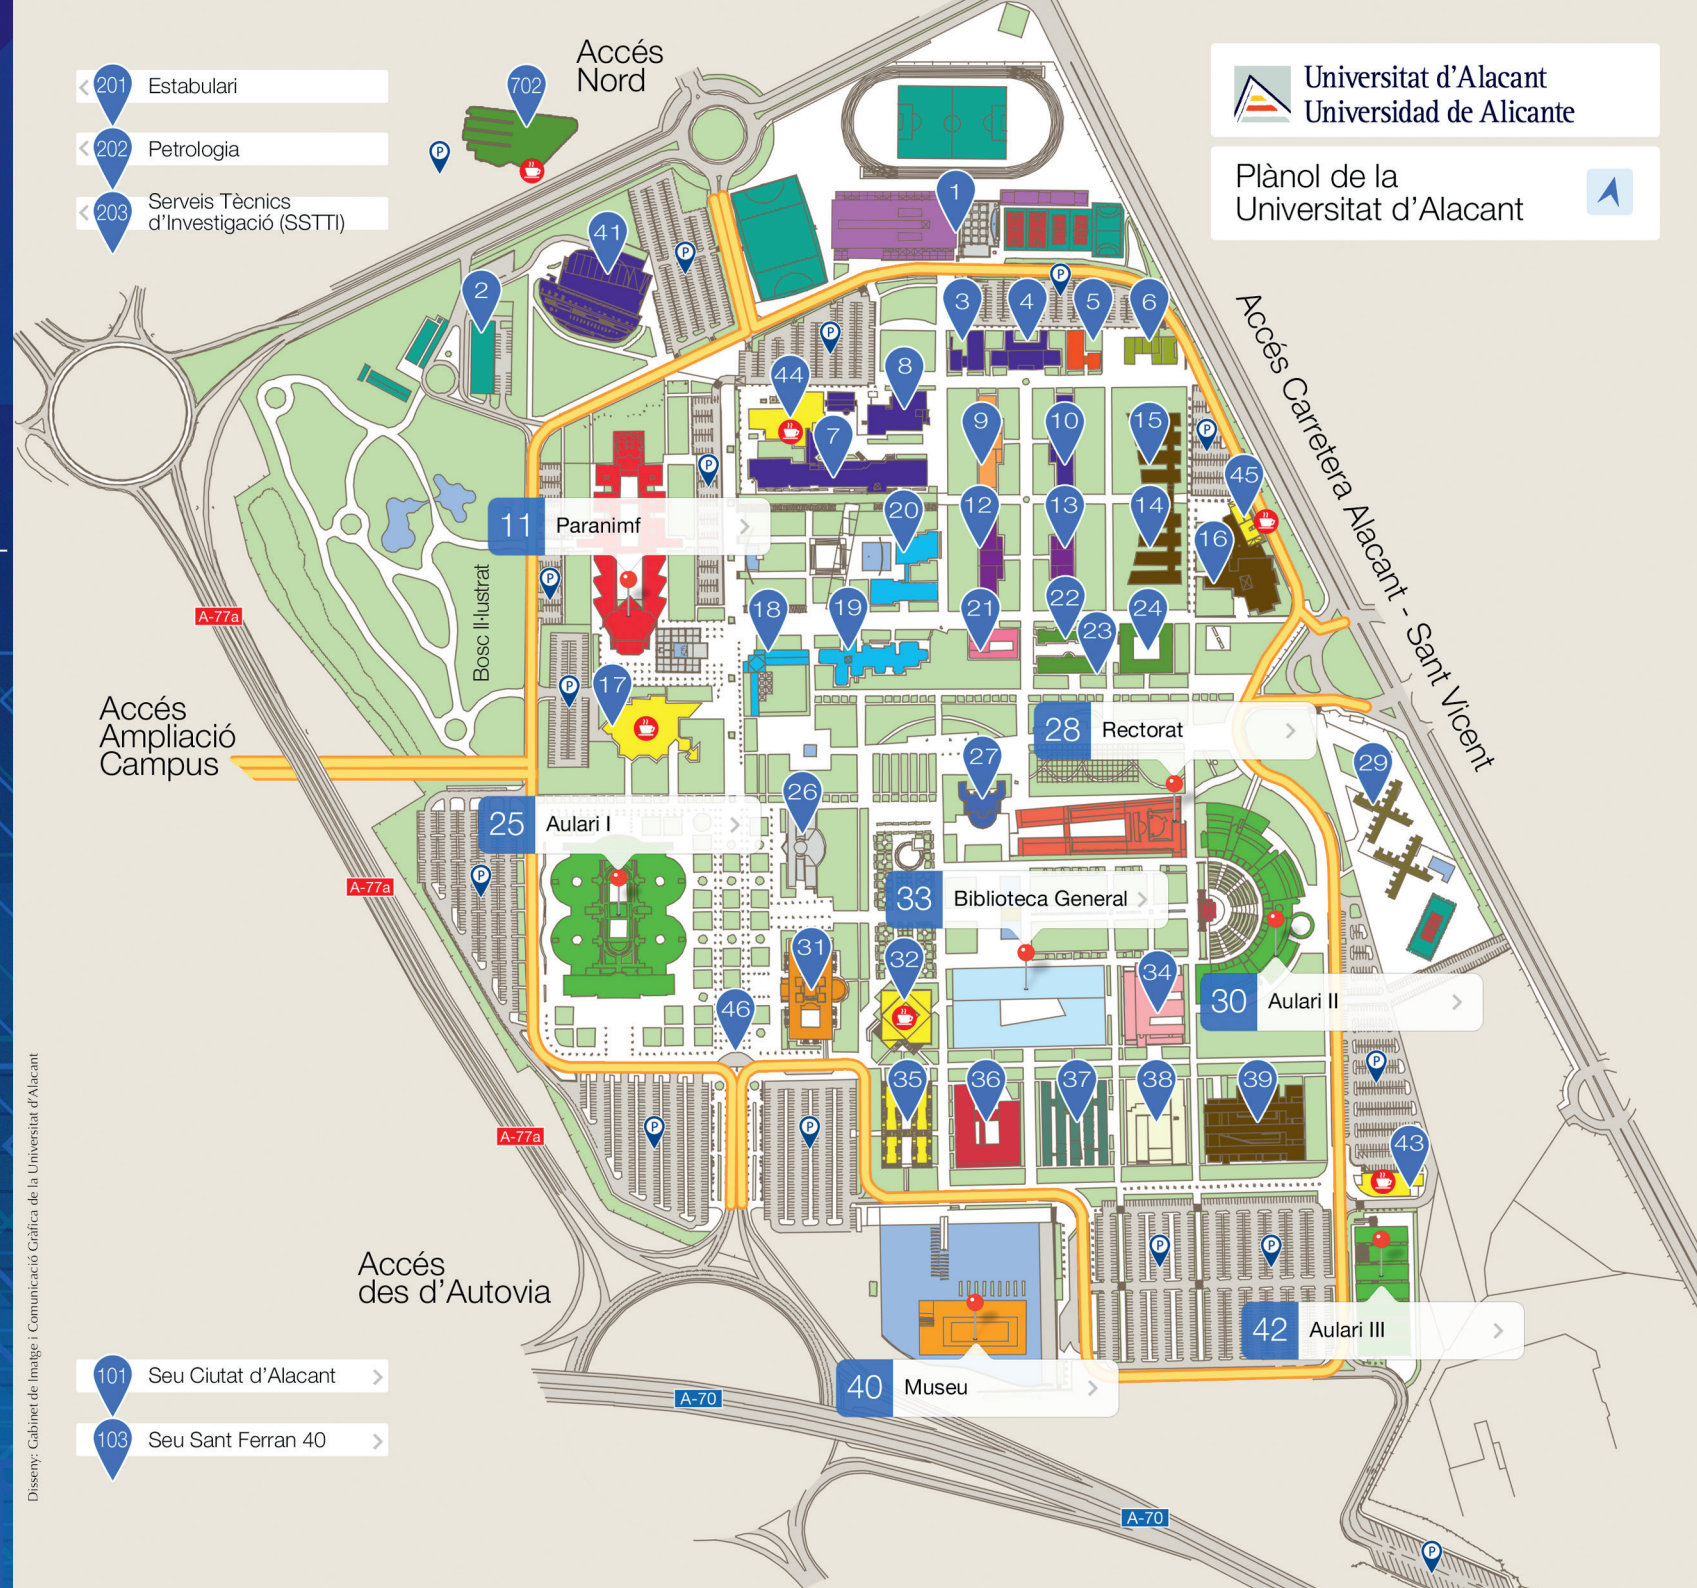 Accés
Nord
Universitat d'Alacant
Universidad de Alicante
Plànol de la
Universitat d'Alacant
201 Estabulari
202 Petrologia
203 Serveis Tècnics
d'Investigació (SSTTI)
702
P
1
41
P
2
P
3
4
5
6
P
44
8
7
9
10
15
P
P
45
11 Paranimf
20
12
13
14
16
Accés Carretera Alacant - Sant Vicent
P
Bosc Il·lustrat
A-77a
18
19
21
22
23
24
17
P
Accés
Ampliació
Campus
28 Rectorat
27
29
26
25 Aulari I
P
A-77a
33 Biblioteca General
31
32
34
30 Aulari II
46
35
36
37
38
39
P
P
P
A-77a
43
Accés
des d'Autovia
P
P
42 Aulari III
40 Museu
101 Seu Ciutat d'Alacant
103 Seu Sant Ferran 40
A-70
A-70
P
Disseny: Gabinet de Imatge i Comunicació Gràfica de la Universitat d'Alacant